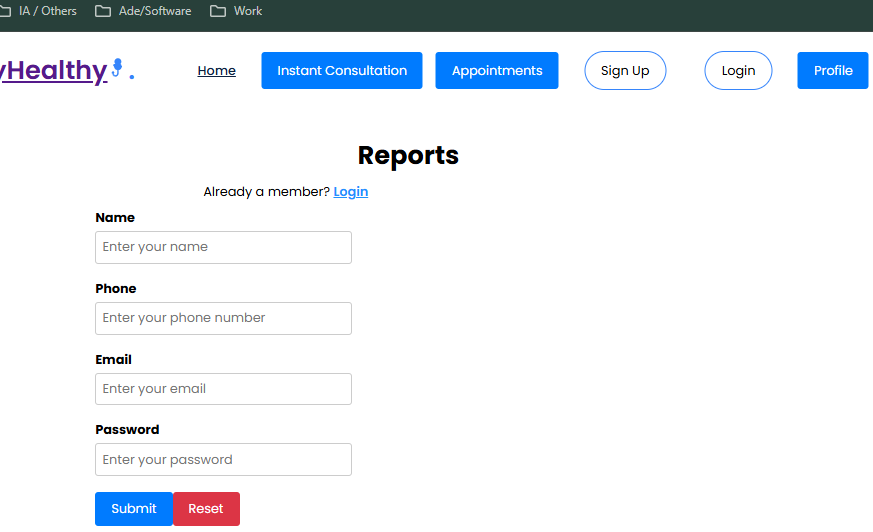 IA / Others Ade/Software Work
yHealthy. Home Instant Consultation Appointments Sign Up Login Profile
Reports
Already a member? Login
Name
Enter your name
Phone
Enter your phone number
Email
Enter your email
Password
Enter your password
Submit Reset